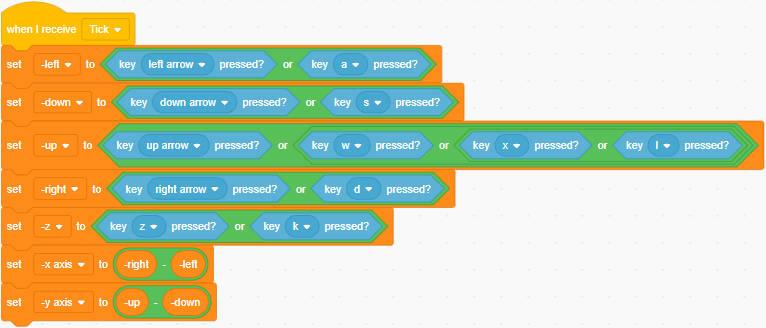 when I receive Tick
set -left to key left arrow pressed? or key a pressed?
set -down to key down arrow pressed? or key s pressed?
set -up to key up arrow pressed? or key w pressed? or key x pressed? or key l pressed?
set -right to key right arrow pressed? or key d pressed?
set -z to key z pressed? or key k pressed?
set -x axis to -right - -left
set -y axis to -up - -down